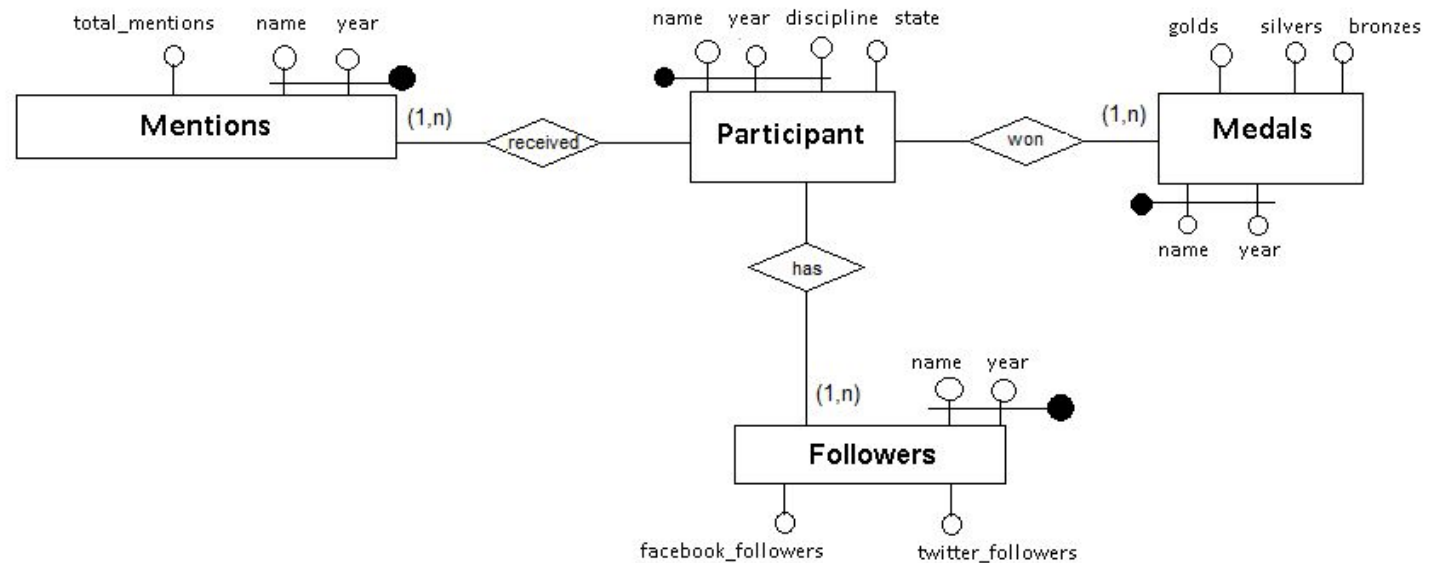 total_mentions name year
name year discipline state
golds silvers bronzes
Mentions
(1,n)
received
Participant
won
(1,n)
Medals
name year
has
(1,n)
name year
Followers
facebook_followers twitter_followers